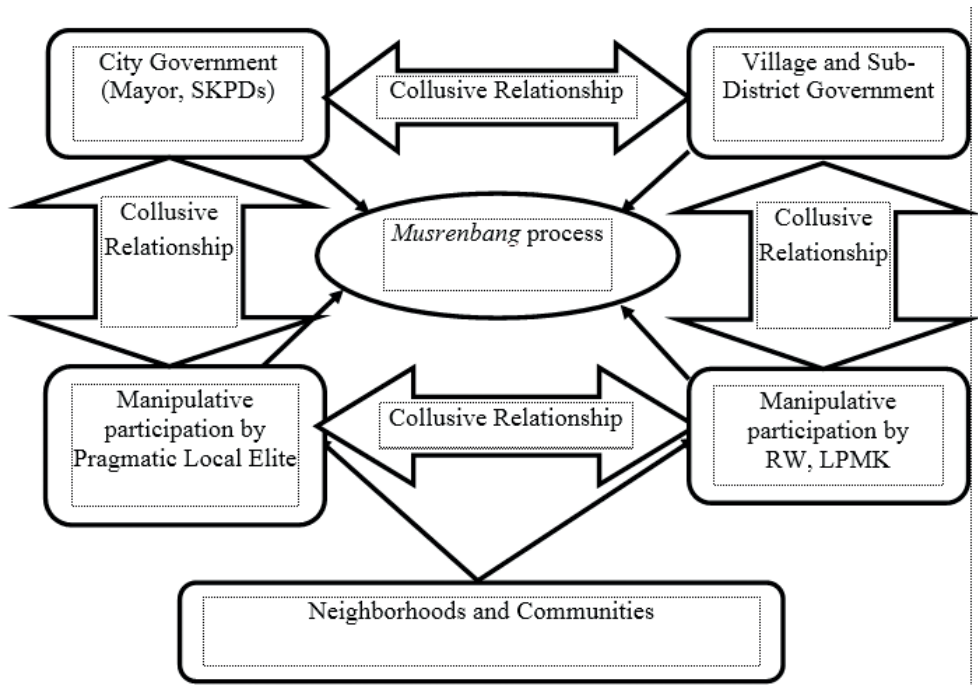 City Government
(Mayor, SKPDs)
Collusive Relationship
Village and Sub-
District Government
Collusive
Relationship
Musrenbang process
Collusive
Relationship
Manipulative
participation by
Pragmatic Local Elite
Collusive Relationship
Manipulative
participation by
RW, LPMK
Neighborhoods and Communities